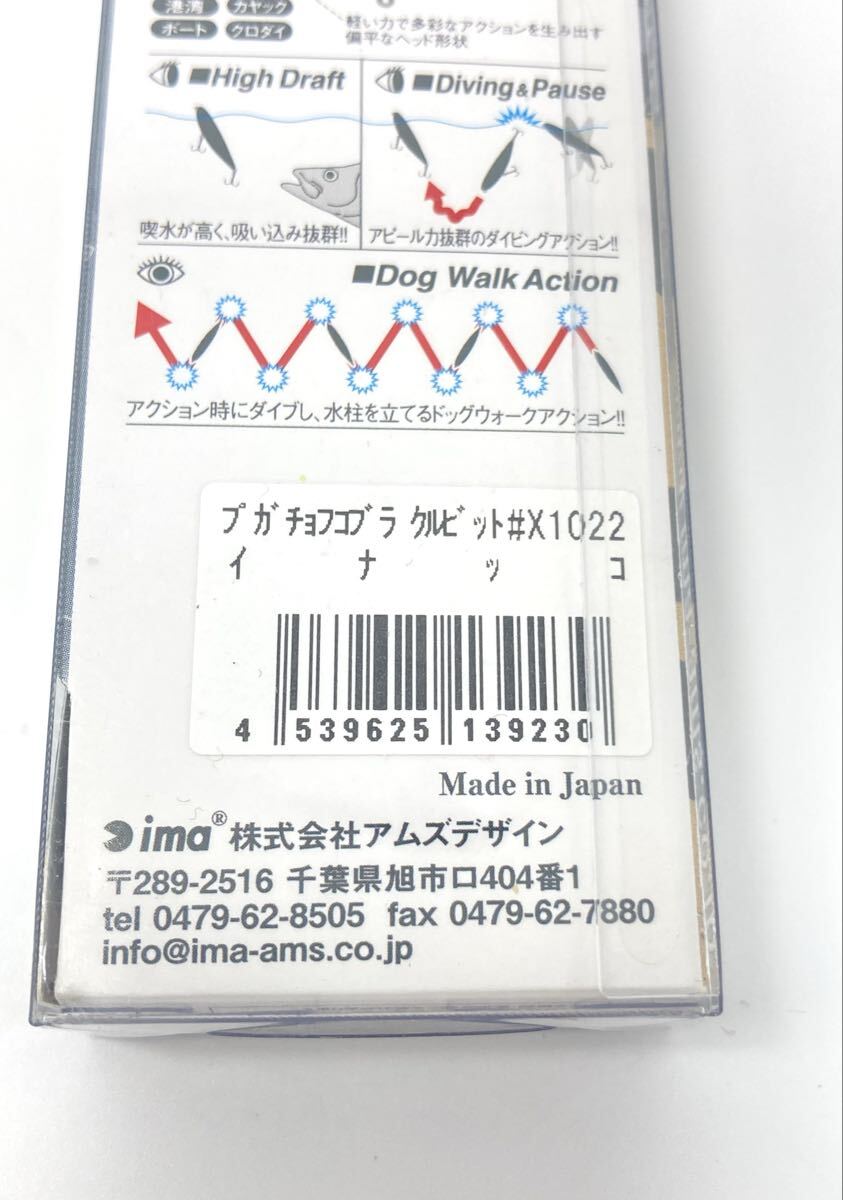 港湾 カヤック
ボート クロダイ
軽い力で多彩なアクションを生み出す
偏平なヘッド形状
■High Draft
■Diving&Pause
喫水が高く、吸い込み抜群!!
アピール力抜群のダイビングアクション!!
■Dog Walk Action
アクション時にダイブし、水柱を立てるドッグウォークアクション!!
プガチョフコブラ クルビット#X1022
イナッコ
4 539625 139230
Made in Japan
ima® 株式会社アムズデザイン
〒289-2516 千葉県旭市ロ404番1
tel 0479-62-8505 fax 0479-62-7880
info@ima-ams.co.jp